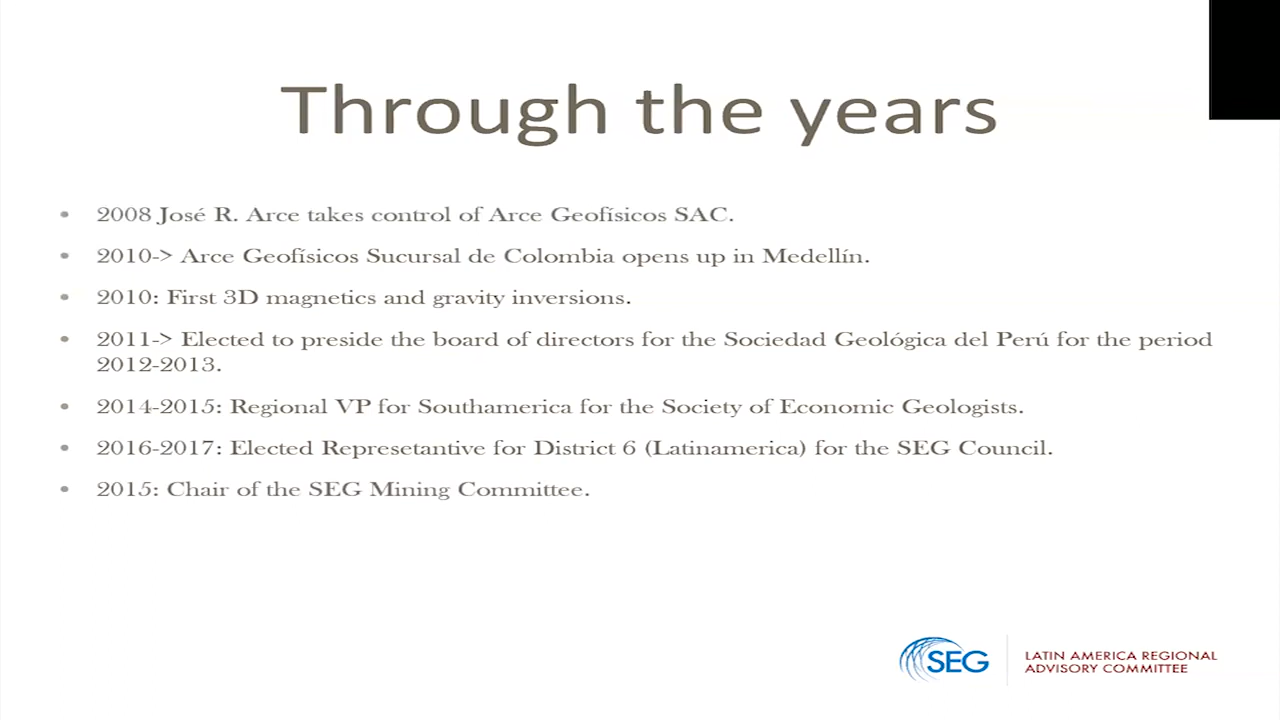 Through the years
• 2008 José R. Arce takes control of Arce Geofísicos SAC.
• 2010-> Arce Geofísicos Sucursal de Colombia opens up in Medellín.
• 2010: First 3D magnetics and gravity inversions.
• 2011-> Elected to preside the board of directors for the Sociedad Geológica del Perú for the period
2012-2013.
• 2014-2015: Regional VP for Southamerica for the Society of Economic Geologists.
• 2016-2017: Elected Represetantive for District 6 (Latinamerica) for the SEG Council.
• 2015: Chair of the SEG Mining Committee.
SEG
LATIN AMERICA REGIONAL
ADVISORY COMMITTEE